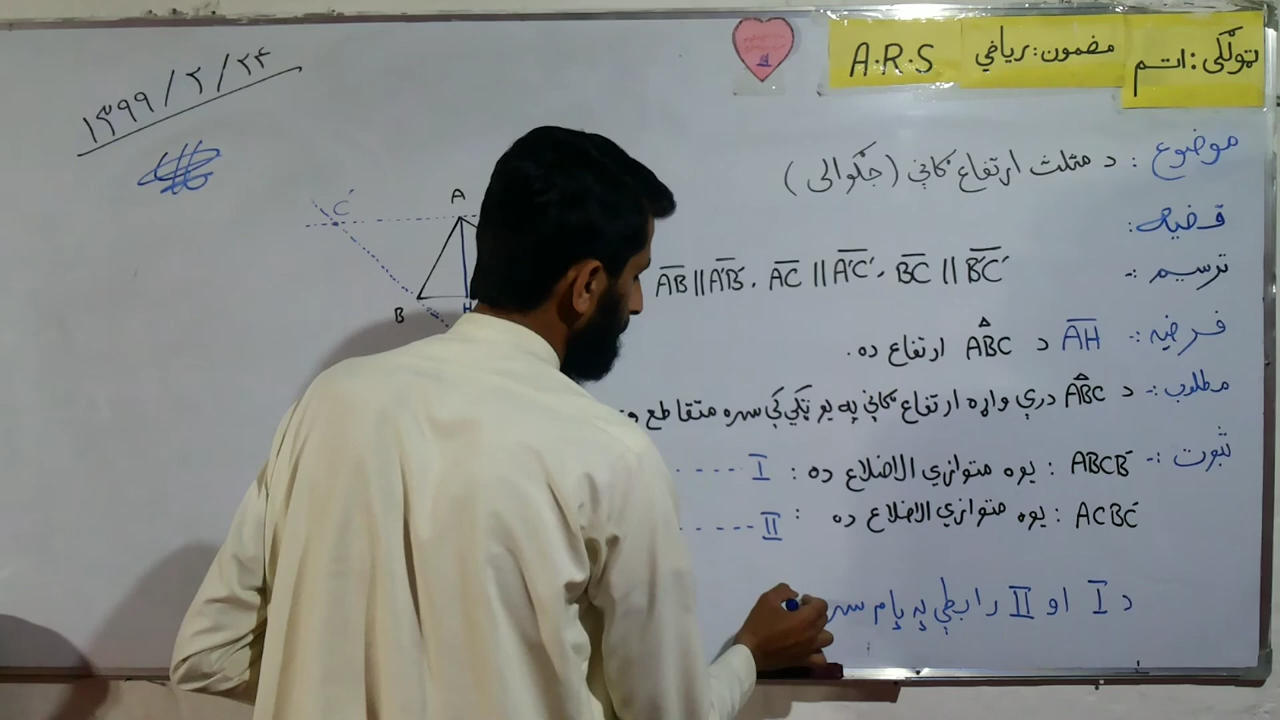 ټولګی: اتم
مضمون: ریاضي
A.R.S
۱۳۹۹/۲/۲۴
موضوع: د مثلث ارتفاع ګانې (جګوالی)
قضیه:
ترسیم :- AB || A'B' , AC || A'C' , BC || B'C'
فرضیه :- AH د ABC ارتفاع ده.
مطلوب :- د ABC درې واړه ارتفاع ګانې په یو ټکي کې سره متقاطع
ثبوت :- ABCB' : یوه متوازي الاضلاع ده : I
ACBC' : یوه متوازي الاضلاع ده : II
د I او II رابطې په پام سره
C'
A
B
H